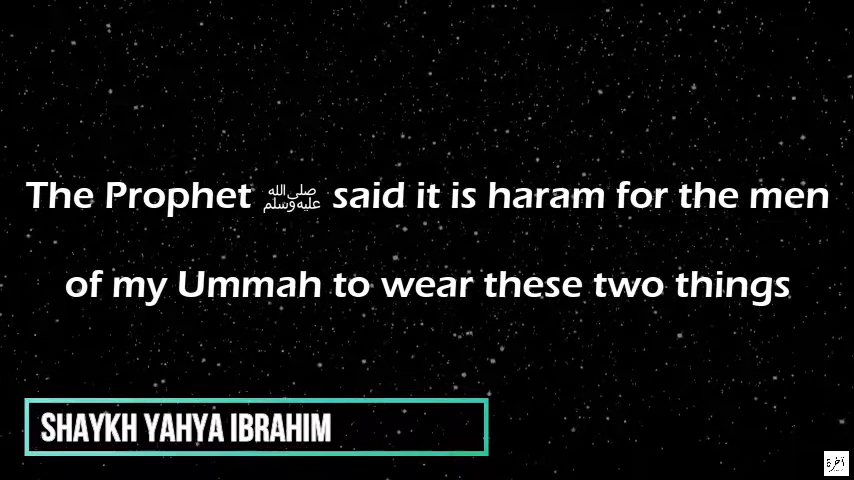 The Prophet ﷺ said it is haram for the men
of my Ummah to wear these two things
SHAYKH YAHYA IBRAHIM